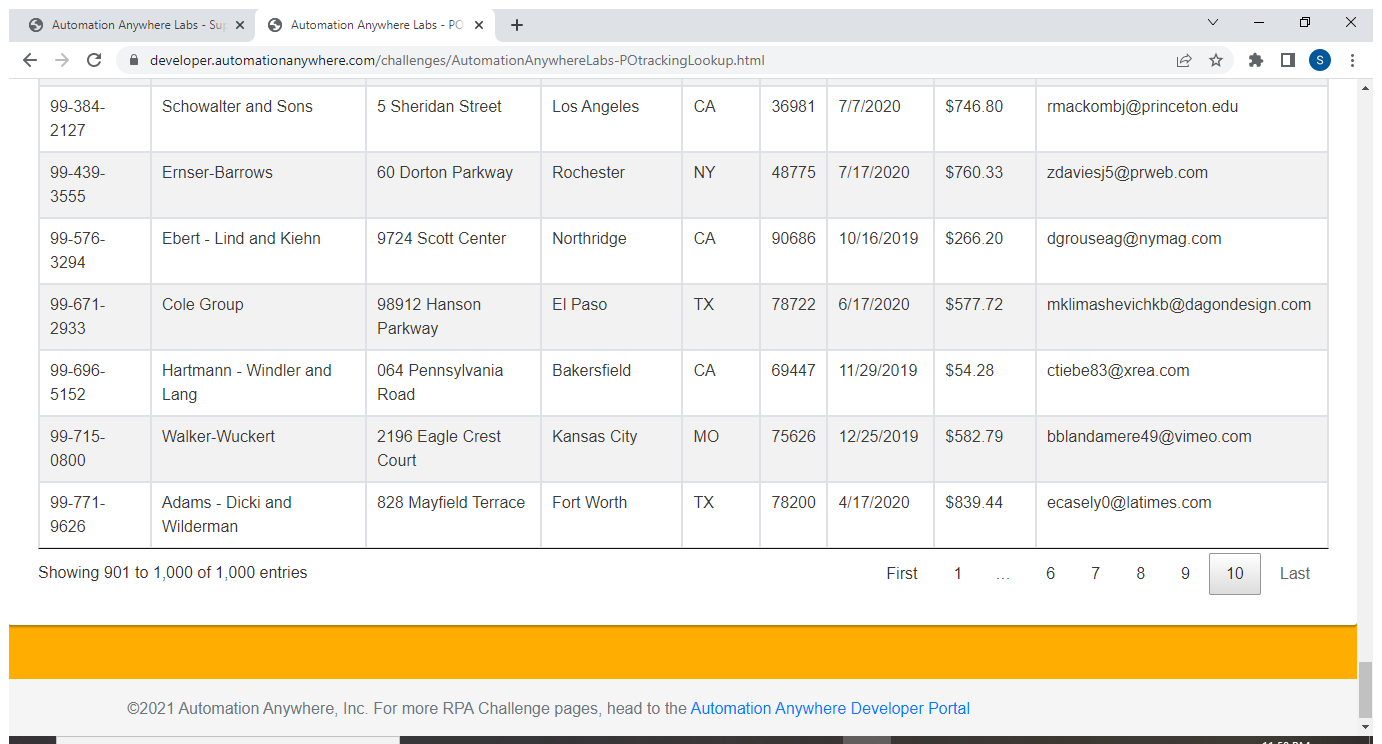 Automation Anywhere Labs - Sup
Automation Anywhere Labs - PO
developer.automationanywhere.com/challenges/AutomationAnywhereLabs-POtrackingLookup.html
S
99-384- Schowalter and Sons 5 Sheridan Street Los Angeles CA 36981 7/7/2020 $746.80 rmackombj@princeton.edu
2127
99-439- Ernser-Barrows 60 Dorton Parkway Rochester NY 48775 7/17/2020 $760.33 zdaviesj5@prweb.com
3555
99-576- Ebert - Lind and Kiehn 9724 Scott Center Northridge CA 90686 10/16/2019 $266.20 dgrouseag@nymag.com
3294
99-671- Cole Group 98912 Hanson El Paso TX 78722 6/17/2020 $577.72 mklimashevichkb@dagondesign.com
2933 Parkway
99-696- Hartmann - Windler and 064 Pennsylvania Bakersfield CA 69447 11/29/2019 $54.28 ctiebe83@xrea.com
5152 Lang Road
99-715- Walker-Wuckert 2196 Eagle Crest Kansas City MO 75626 12/25/2019 $582.79 bblandamere49@vimeo.com
0800 Court
99-771- Adams - Dicki and 828 Mayfield Terrace Fort Worth TX 78200 4/17/2020 $839.44 ecasely0@latimes.com
9626 Wilderman
Showing 901 to 1,000 of 1,000 entries First 1 … 6 7 8 9 10 Last
©2021 Automation Anywhere, Inc. For more RPA Challenge pages, head to the Automation Anywhere Developer Portal